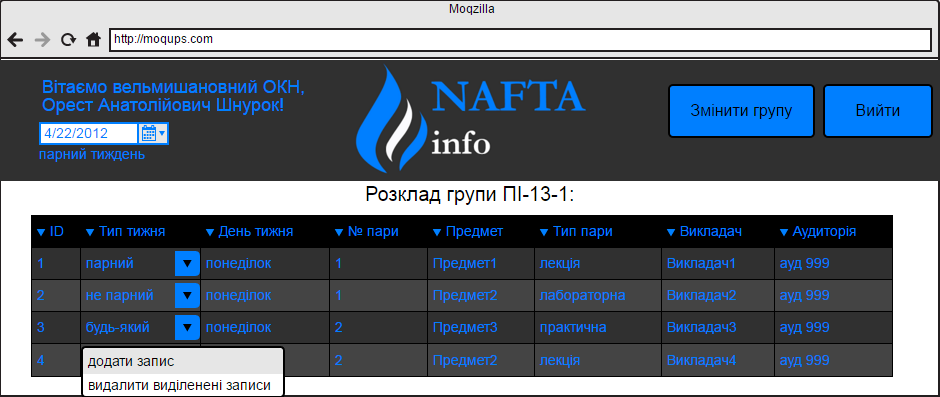 Moqzilla
http://moqups.com
Вітаємо вельмишановний ОКН,
Орест Анатолійович Шнурок!
4/22/2012
парний тиждень
NAFTA
info
Змінити групу
Вийти
Розклад групи ПІ-13-1:
ID Тип тижня День тижня № пари Предмет Тип пари Викладач Аудиторія
1 парний понеділок 1 Предмет1 лекція Викладач1 ауд 999
2 не парний понеділок 1 Предмет2 лабораторна Викладач2 ауд 999
3 будь-який понеділок 2 Предмет3 практична Викладач3 ауд 999
4 2 Предмет2 лекція Викладач4 ауд 999
додати запис
видалити виділенені записи